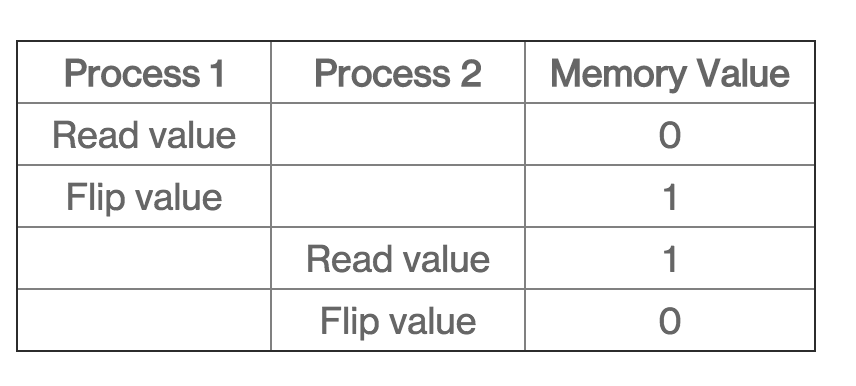 Process 1 Process 2 Memory Value
Read value 0
Flip value 1
Read value 1
Flip value 0